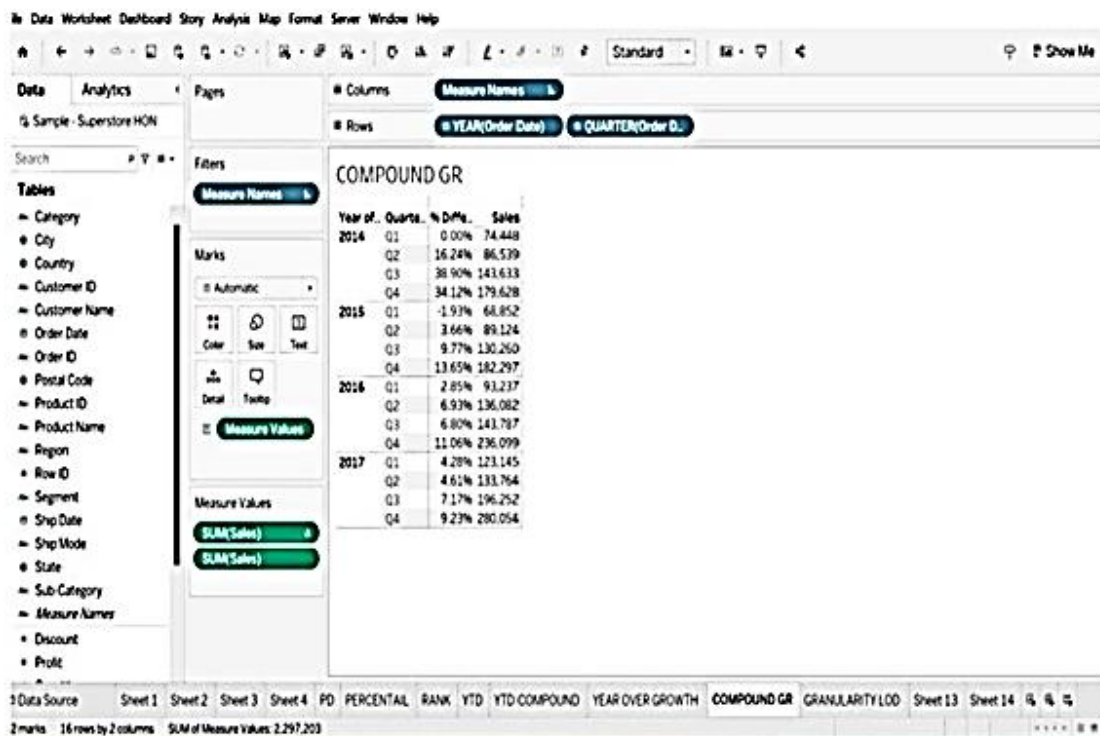 Data Worksheet Dashboard Story Analysis Map Format Server Window Help
Standard
Show Me
Data Analytics
Pages
Columns
Measure Names
Sample - Superstore HON
Rows
YEAR(Order Date) QUARTER(Order D..
Search
Filters
Measure Names
COMPOUND GR
Tables
Category
City
Country
Customer ID
Customer Name
Order Date
Order ID
Postal Code
Product ID
Product Name
Region
Row ID
Segment
Ship Date
Ship Mode
State
Sub-Category
Measure Names
Discount
Profit
Marks
Automatic
Color Size Text
Detail Tooltip
Measure Values
Measure Values
SUM(Sales)
SUM(Sales)
Year of.. Quarte.. % Diffe.. Sales
2014 Q1 0.00% 74,448
Q2 16.24% 86,539
Q3 38.90% 143,633
Q4 34.12% 179,628
2015 Q1 -1.93% 68,852
Q2 3.66% 89,124
Q3 9.77% 130,260
Q4 13.65% 182,297
2016 Q1 2.85% 93,237
Q2 6.93% 136,082
Q3 6.80% 143,787
Q4 11.06% 236,099
2017 Q1 4.28% 123,145
Q2 4.61% 133,764
Q3 7.17% 196,252
Q4 9.23% 280,054
Data Source Sheet 1 Sheet 2 Sheet 3 Sheet 4 PD PERCENTAIL RANK YTD YTD COMPOUND YEAR OVER GROWTH COMPOUND GR GRANULARITY LOD Sheet 13 Sheet 14
2 marks 16 rows by 2 columns SUM of Measure Values: 2,297,203